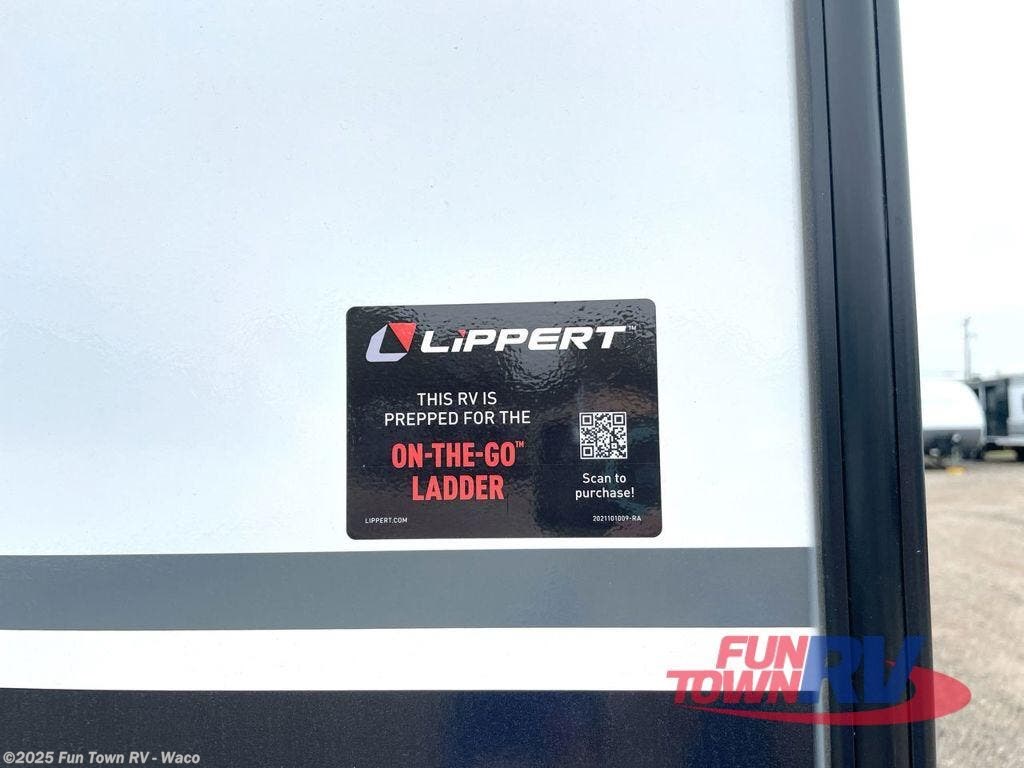 LiPPERT™
THIS RV IS
PREPPED FOR THE
ON-THE-GO™
LADDER
Scan to
purchase!
LIPPERT.COM
2021101009-RA
FUN
TOWN RV
©2025 Fun Town RV - Waco